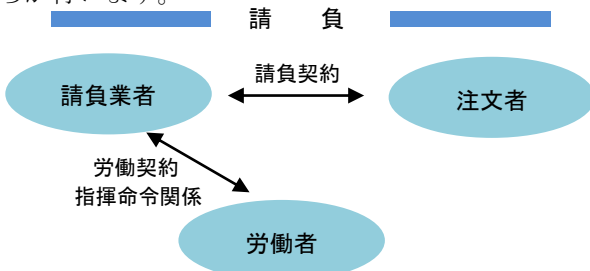 請　負
請負契約
請負業者
注文者
労働契約
指揮命令関係
労働者